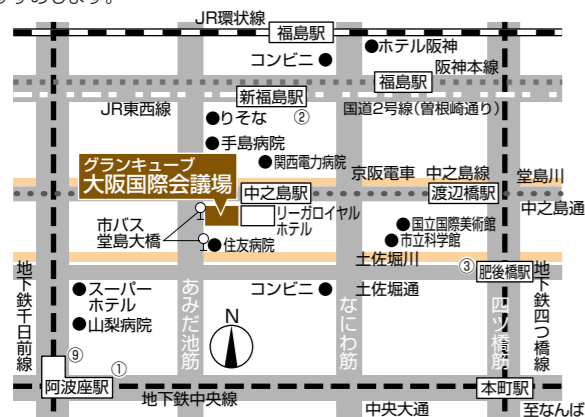 すすめします。
JR環状線
福島駅
コンビニ
ホテル阪神
阪神本線
福島駅
新福島駅
JR東西線
国道2号線(曽根崎通り)
りそな
②
手島病院
関西電力病院
グランキューブ
大阪国際会議場
京阪電車 中之島線
堂島川
中之島駅
渡辺橋駅
中之島通
市バス
堂島大橋
リーガロイヤル
ホテル
国立国際美術館
市立科学館
住友病院
土佐堀川
③
肥後橋駅
地下鉄千日前線
スーパー
ホテル
山梨病院
あみだ池筋
N
コンビニ
土佐堀通
なにわ筋
四ツ橋筋
地下鉄四つ橋線
⑨
①
阿波座駅
地下鉄中央線
本町駅
中央大通
至なんば